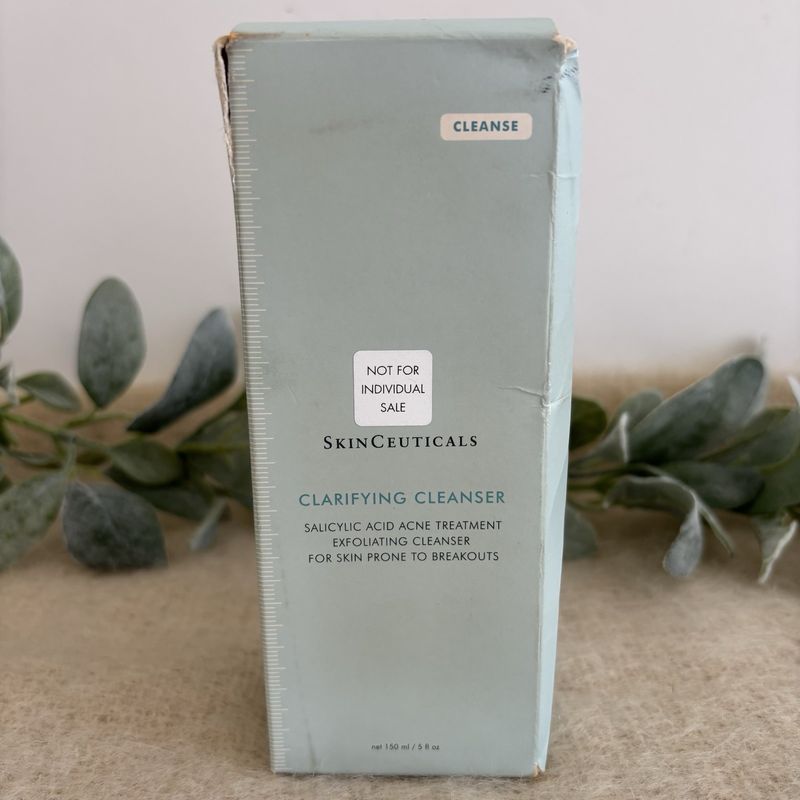 CLEANSE
NOT FOR
INDIVIDUAL
SALE
SKINCEUTICALS
CLARIFYING CLEANSER
SALICYLIC ACID ACNE TREATMENT
EXFOLIATING CLEANSER
FOR SKIN PRONE TO BREAKOUTS
net 150 ml / 5 fl oz